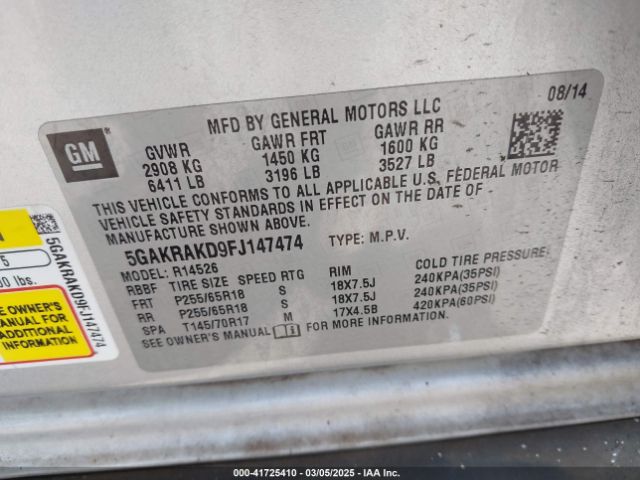 08/14
MFD BY GENERAL MOTORS LLC
GM
GVWR GAWR FRT GAWR RR
2908 KG 1450 KG 1600 KG
6411 LB 3196 LB 3527 LB
THIS VEHICLE CONFORMS TO ALL APPLICABLE U.S. FEDERAL MOTOR
VEHICLE SAFETY STANDARDS IN EFFECT ON THE DATE OF
MANUFACTURE SHOWN ABOVE.
5GAKRAKD9FJ147474 TYPE: M.P.V.
MODEL: R14526
RBBF TIRE SIZE SPEED RTG RIM COLD TIRE PRESSURE
FRT P255/65R18 S 18X7.5J 240KPA(35PSI)
RR P255/65R18 S 18X7.5J 240KPA(35PSI)
SPA T145/70R17 M 17X4.5B 420KPA(60PSI)
SEE OWNER'S MANUAL
5GAKRAKD9FJ147474
lbs.
SEE OWNER'S
MANUAL FOR
ADDITIONAL
INFORMATION
000-41725410 | 03/05/2025 | IAA Inc.